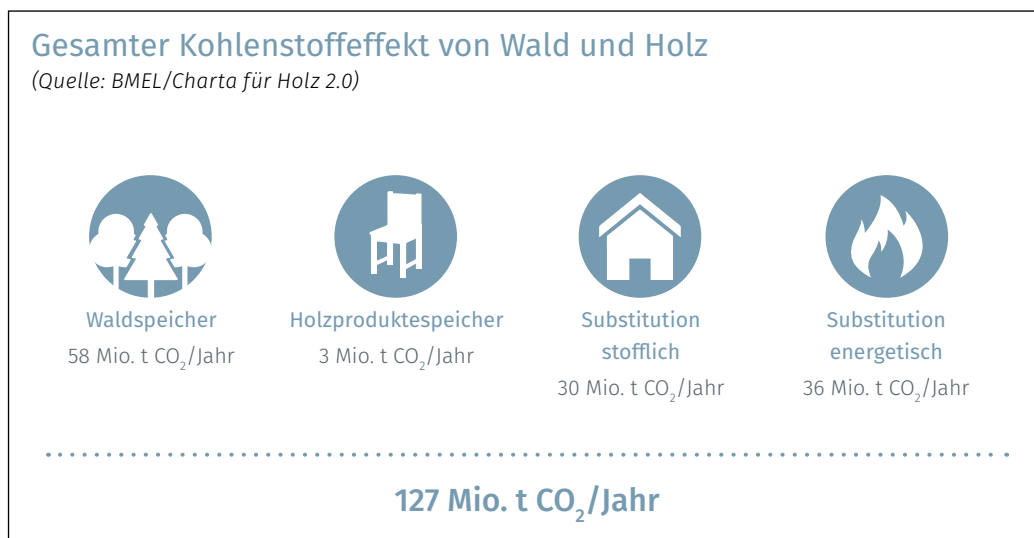 Gesamter Kohlenstoffeffekt von Wald und Holz
(Quelle: BMEL/Charta für Holz 2.0)
Waldspeicher
58 Mio. t CO₂/Jahr
Holzproduktespeicher
3 Mio. t CO₂/Jahr
Substitution
stofflich
30 Mio. t CO₂/Jahr
Substitution
energetisch
36 Mio. t CO₂/Jahr
127 Mio. t CO₂/Jahr